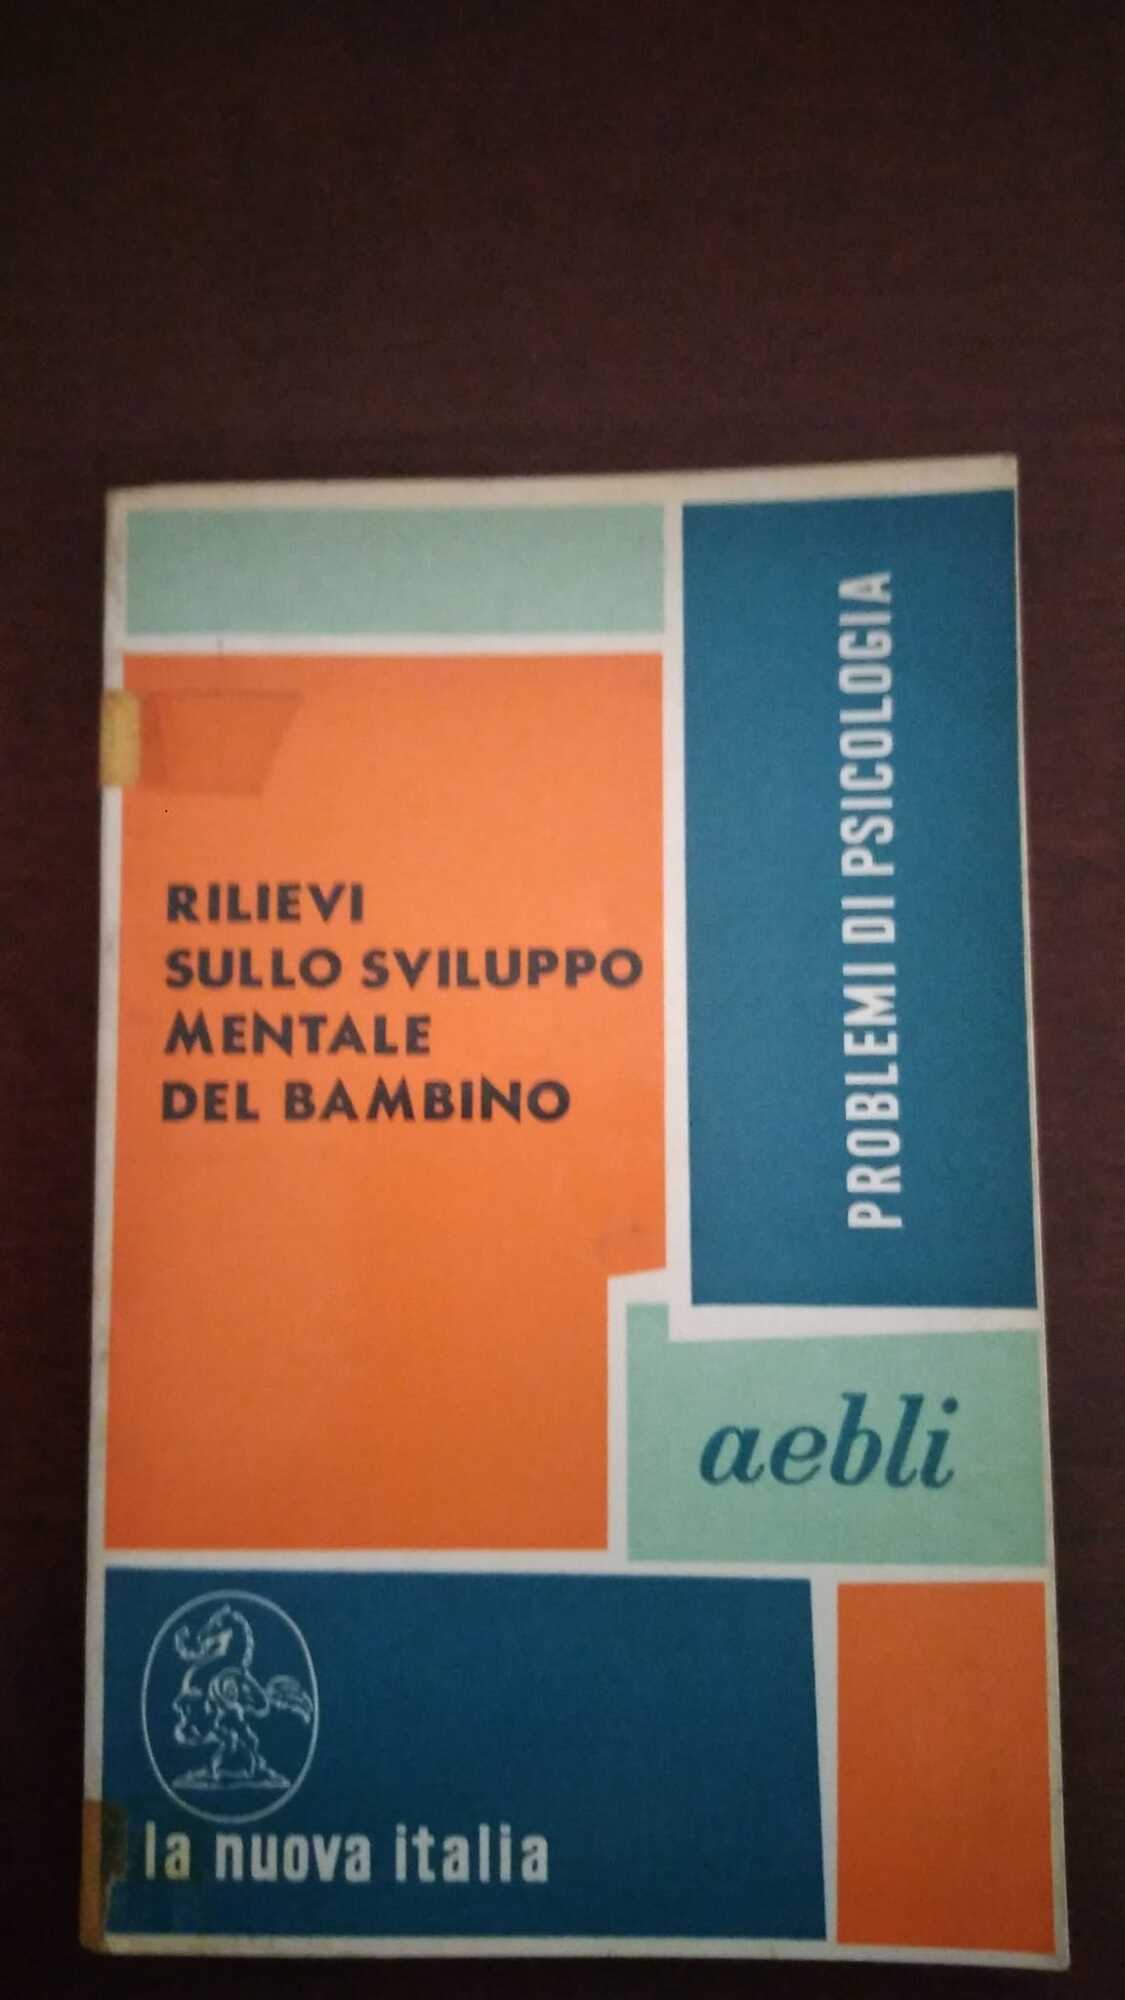 RILIEVI
SULLO SVILUPPO
MENTALE
DEL BAMBINO
PROBLEMI DI PSICOLOGIA
aebli
la nuova italia